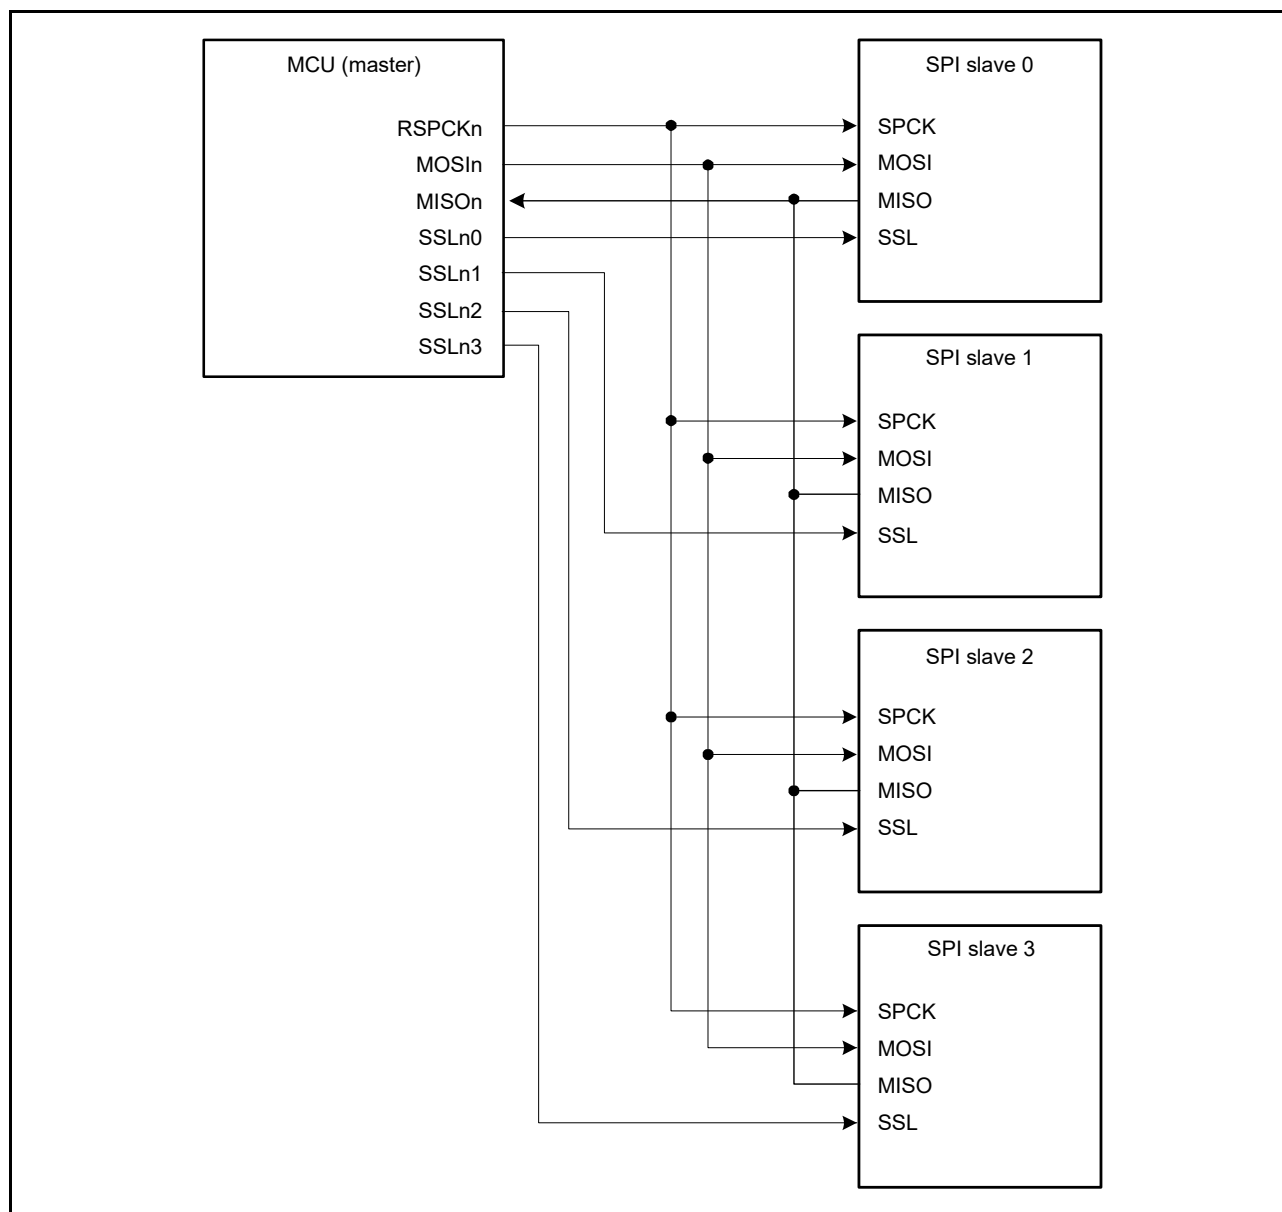 MCU (master)
RSPCKn
MOSIn
MISOn
SSLn0
SSLn1
SSLn2
SSLn3
SPI slave 0
SPCK
MOSI
MISO
SSL
SPI slave 1
SPCK
MOSI
MISO
SSL
SPI slave 2
SPCK
MOSI
MISO
SSL
SPI slave 3
SPCK
MOSI
MISO
SSL